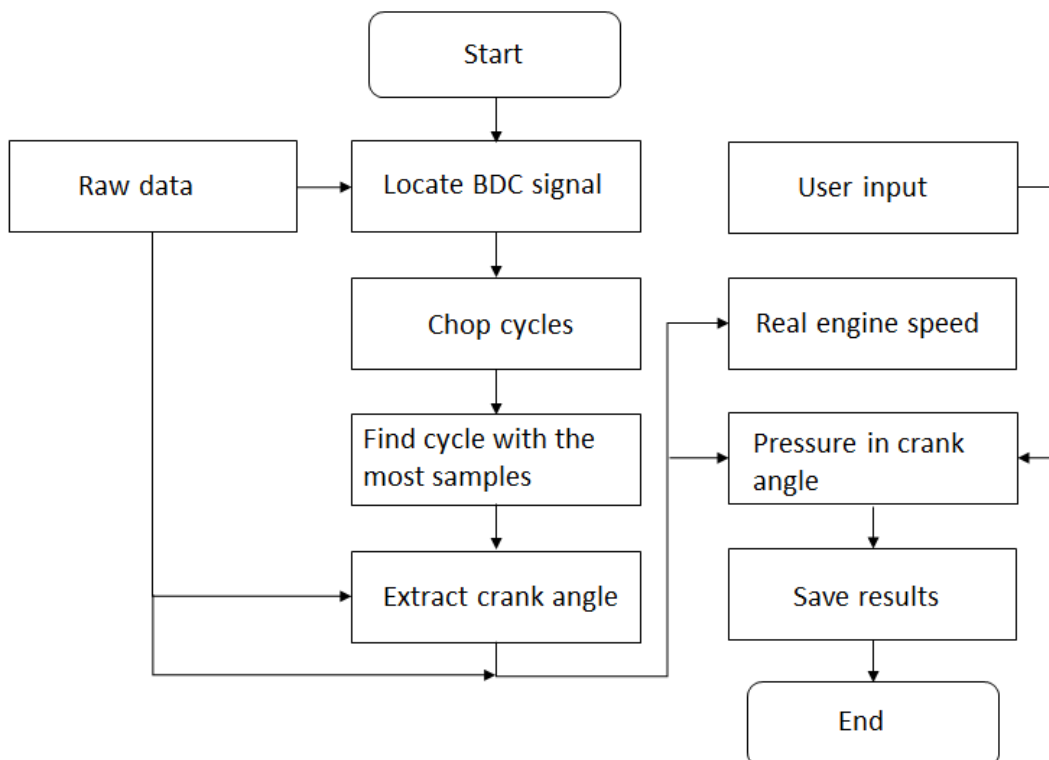 Start
Raw data
Locate BDC signal
User input
Chop cycles
Real engine speed
Find cycle with the
most samples
Pressure in crank
angle
Extract crank angle
Save results
End